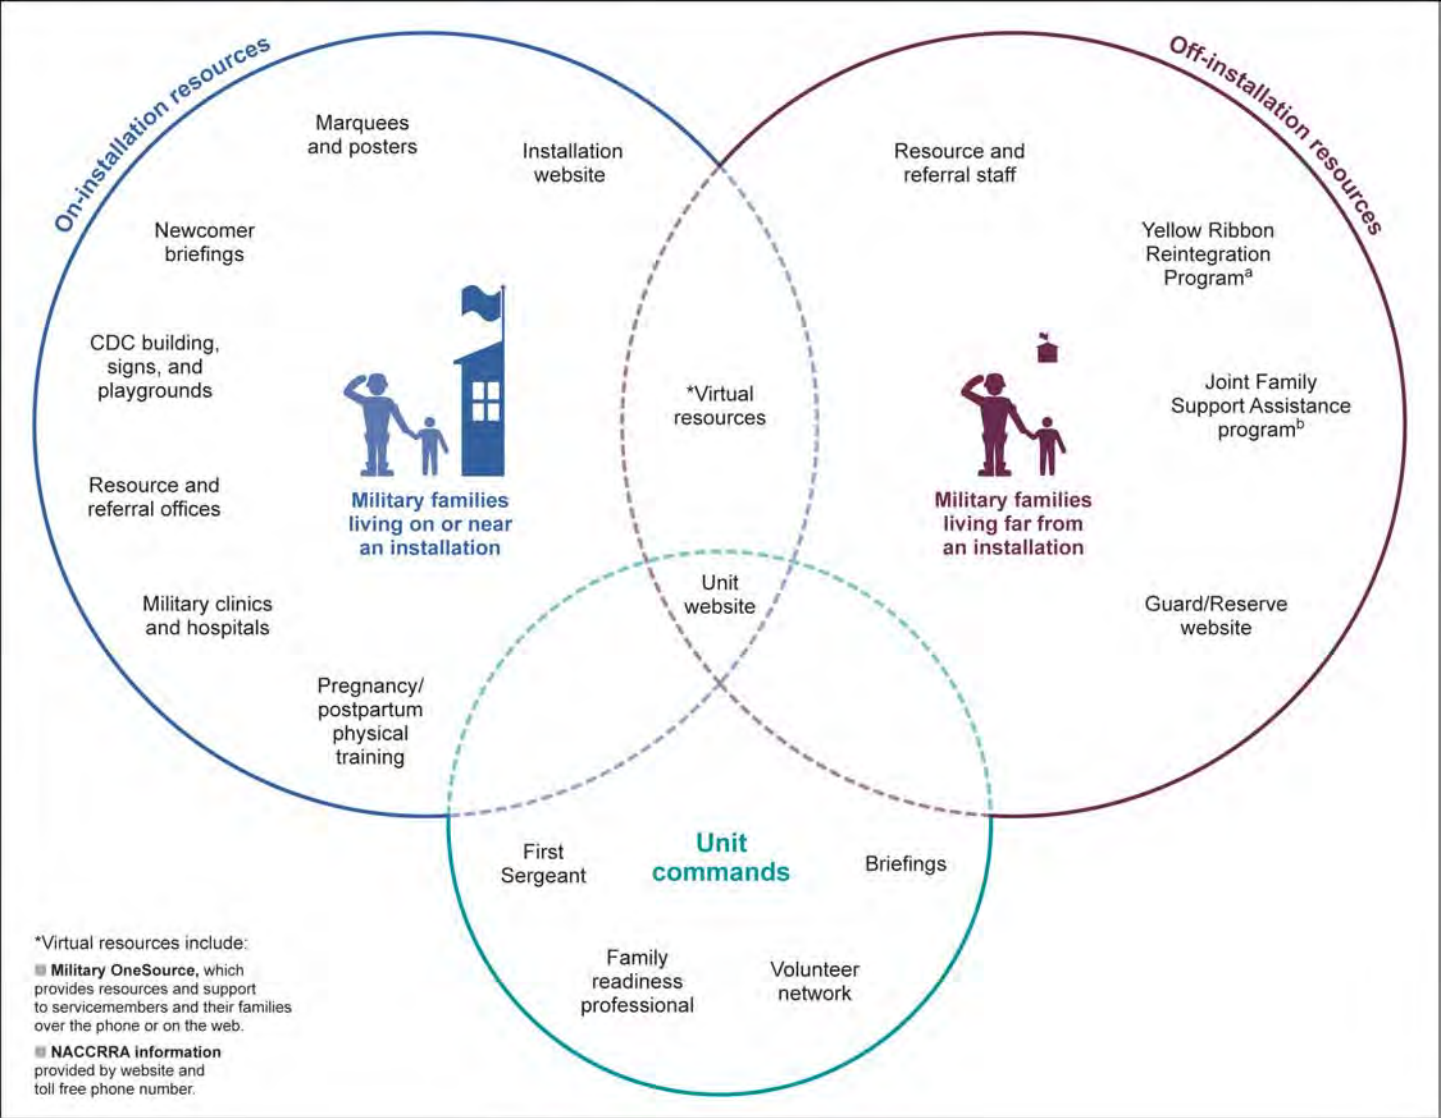 On-installation resources
Off-installation resources
Marquees
and posters
Installation
website
Resource and
referral staff
Newcomer
briefings
Yellow Ribbon
Reintegration
Programᵃ
CDC building,
signs, and
playgrounds
*Virtual
resources
Joint Family
Support Assistance
programᵇ
Resource and
referral offices
Military families
living on or near
an installation
Military families
living far from
an installation
Unit
website
Military clinics
and hospitals
Guard/Reserve
website
Pregnancy/
postpartum
physical
training
First
Sergeant
Unit
commands
Briefings
Family
readiness
professional
Volunteer
network
*Virtual resources include:
Military OneSource, which
provides resources and support
to servicemembers and their families
over the phone or on the web.
NACCRRA information
provided by website and
toll free phone number.